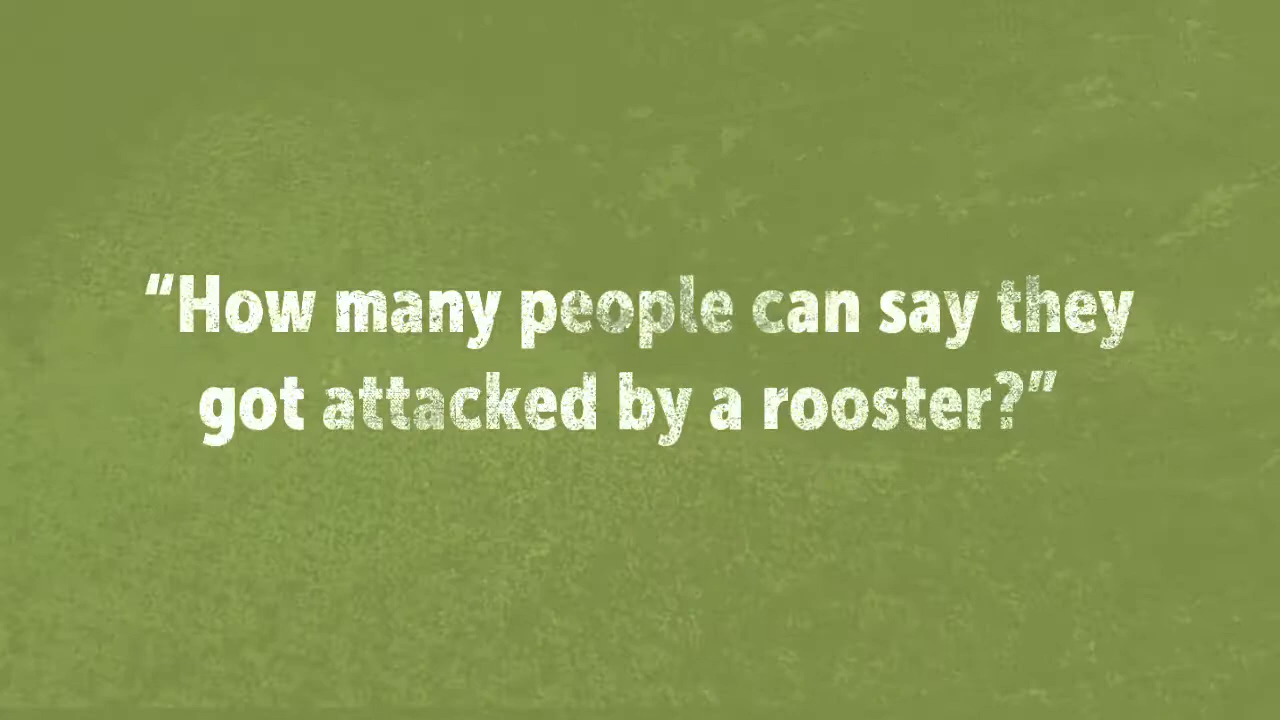 “How many people can say they
got attacked by a rooster?”